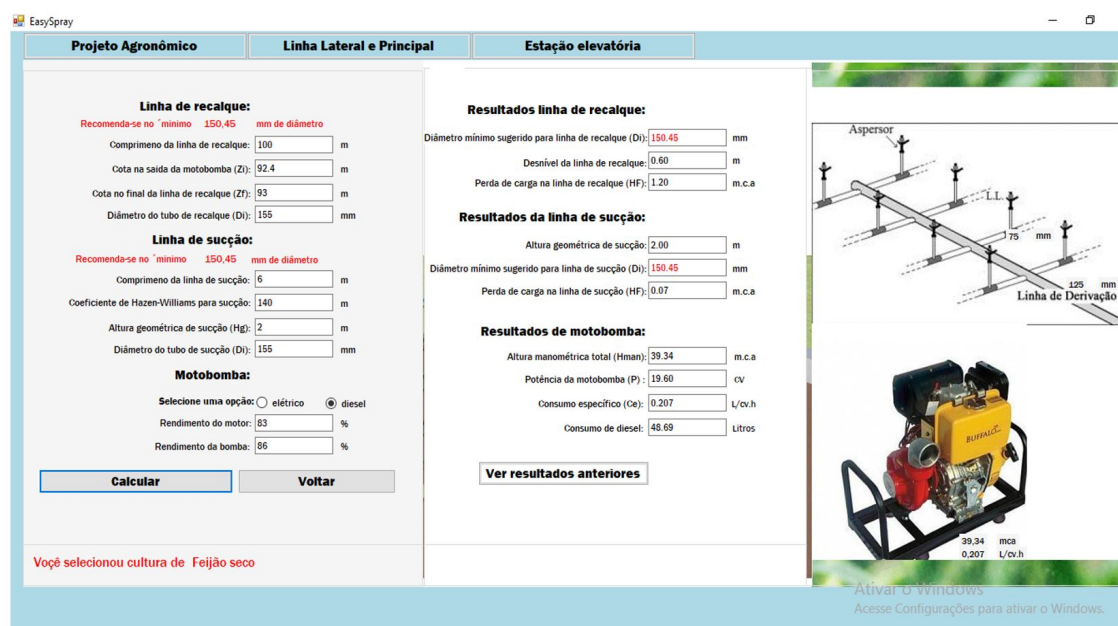 EasySpray
Projeto Agronômico
Linha Lateral e Principal
Estação elevatória
Linha de recalque:
Recomenda-se no ´minimo 150,45 mm de diámetro
Comprimeno da linha de recalque: 100 m
Cota na saida da motobomba (Zi): 92.4 m
Cota no final da linha de recalque (Zf): 93 m
Diâmetro do tubo de recalque (Di): 155 mm
Linha de sucção:
Recomenda-se no ´minimo 150,45 mm de diámetro
Comprimeno da linha de sucção: 6 m
Coeficiente de Hazen-Williams para sucção: 140 m
Altura geométrica de sucção (Hg): 2 m
Diâmetro do tubo de sucção (Di): 155 mm
Motobomba:
Selecione uma opção: elétrico diesel
Rendimento do motor: 83 %
Rendimento da bomba: 86 %
Calcular
Voltar
Voçê selecionou cultura de Feijão seco
Resultados linha de recalque:
Diâmetro mínimo sugerido para linha de recalque (Di): 150.45 mm
Desnível da linha de recalque: 0.60 m
Perda de carga na linha de recalque (HF): 1.20 m.c.a
Resultados da linha de sucção:
Altura geométrica de sucção: 2.00 m
Diâmetro mínimo sugerido para linha de sucção (Di): 150.45 mm
Perda de carga na linha de sucção (HF): 0.07 m.c.a
Resultados de motobomba:
Altura manométrica total (Hman): 39.34 m.c.a
Potência da motobomba (P) : 19.60 cv
Consumo específico (Ce): 0.207 L/cv.h
Consumo de diesel: 48.69 Litros
Ver resultados anteriores
Aspersor
L.L.
75 mm
125 mm
Linha de Derivação
BUFFALO
39,34 mca
0,207 L/cv.h
Ativar o Windows
Acesse Configurações para ativar o Windows.